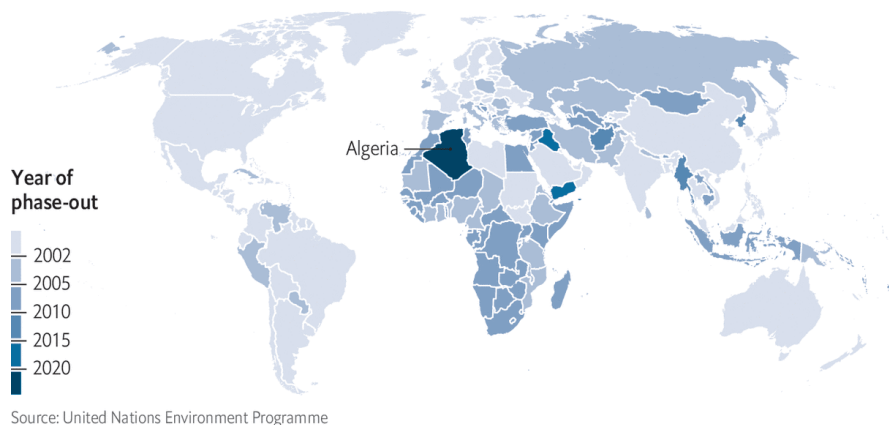 Algeria
Year of
phase-out
2002
2005
2010
2015
2020
Source: United Nations Environment Programme